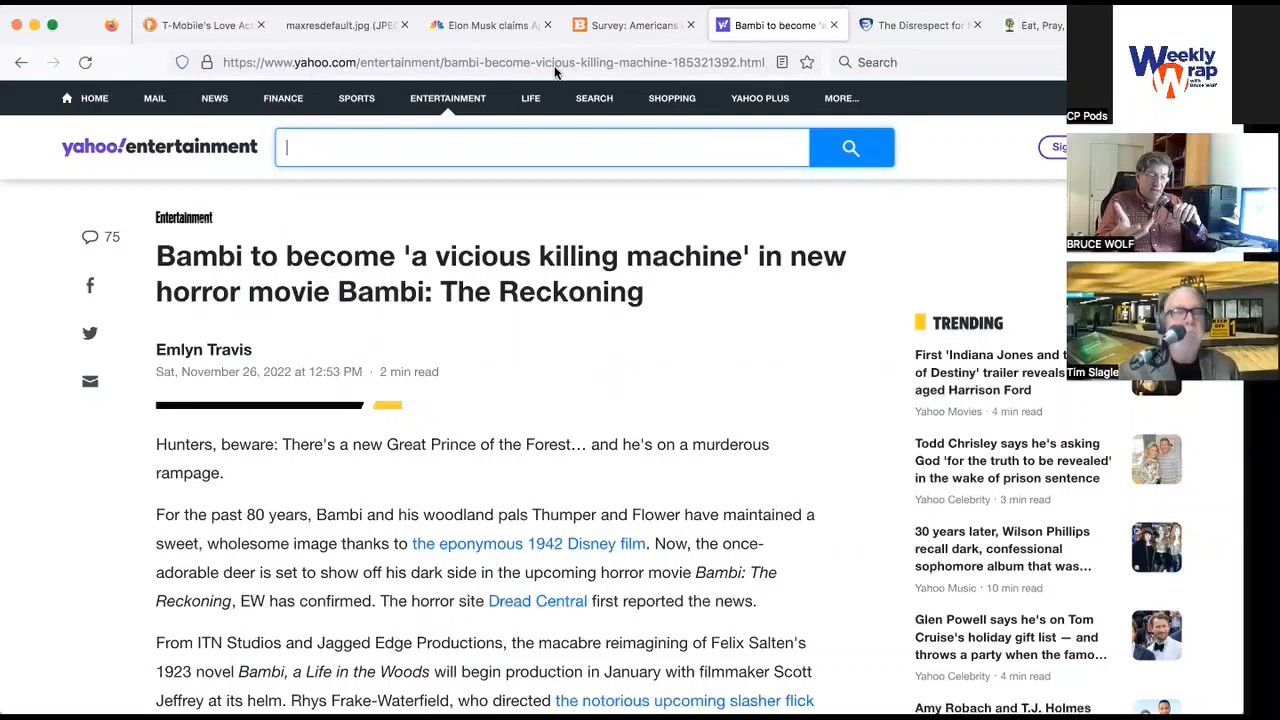 T-Mobile's Love Act
maxresdefault.jpg (JPEG
Elon Musk claims Ap
Survey: Americans
Bambi to become 'a
The Disrespect for
Eat, Pray,
https://www.yahoo.com/entertainment/bambi-become-vicious-killing-machine-185321392.html
Search
HOME
MAIL
NEWS
FINANCE
SPORTS
ENTERTAINMENT
LIFE
SEARCH
SHOPPING
YAHOO PLUS
MORE...
Weekly
Wrap
with
Bruce Wolf
CP Pods
yahoo!entertainment
Sig
BRUCE WOLF
Tim Slagle
Entertainment
75
Bambi to become 'a vicious killing machine' in new
horror movie Bambi: The Reckoning
Emlyn Travis
Sat, November 26, 2022 at 12:53 PM · 2 min read
Hunters, beware: There's a new Great Prince of the Forest… and he's on a murderous
rampage.
For the past 80 years, Bambi and his woodland pals Thumper and Flower have maintained a
sweet, wholesome image thanks to the eponymous 1942 Disney film. Now, the once-
adorable deer is set to show off his dark side in the upcoming horror movie Bambi: The
Reckoning, EW has confirmed. The horror site Dread Central first reported the news.
From ITN Studios and Jagged Edge Productions, the macabre reimagining of Felix Salten's
1923 novel Bambi, a Life in the Woods will begin production in January with filmmaker Scott
Jeffrey at its helm. Rhys Frake-Waterfield, who directed the notorious upcoming slasher flick
TRENDING
First 'Indiana Jones and t
of Destiny' trailer reveals
aged Harrison Ford
Yahoo Movies · 4 min read
Todd Chrisley says he's asking
God 'for the truth to be revealed'
in the wake of prison sentence
Yahoo Celebrity · 3 min read
30 years later, Wilson Phillips
recall dark, confessional
sophomore album that was...
Yahoo Music · 10 min read
Glen Powell says he's on Tom
Cruise's holiday gift list — and
throws a party when the famo...
Yahoo Celebrity · 4 min read
Amy Robach and T.J. Holmes